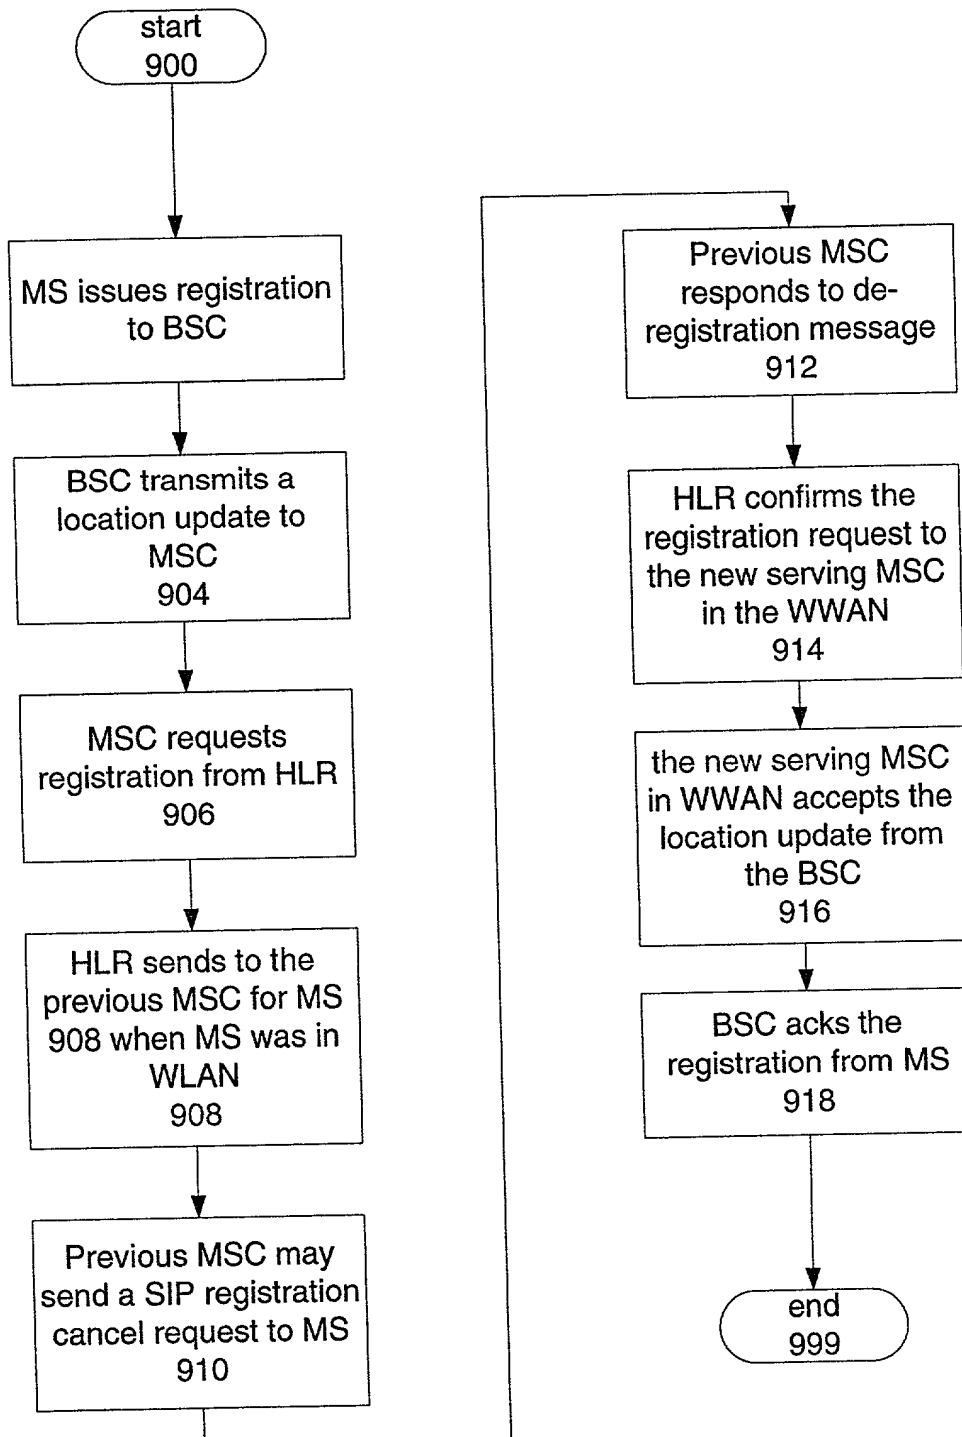 start
900
MS issues registration
to BSC
BSC transmits a
location update to
MSC
904
MSC requests
registration from HLR
906
HLR sends to the
previous MSC for MS
908 when MS was in
WLAN
908
Previous MSC may
send a SIP registration
cancel request to MS
910
Previous MSC
responds to de-
registration message
912
HLR confirms the
registration request to
the new serving MSC
in the WWAN
914
the new serving MSC
in WWAN accepts the
location update from
the BSC
916
BSC acks the
registration from MS
918
end
999